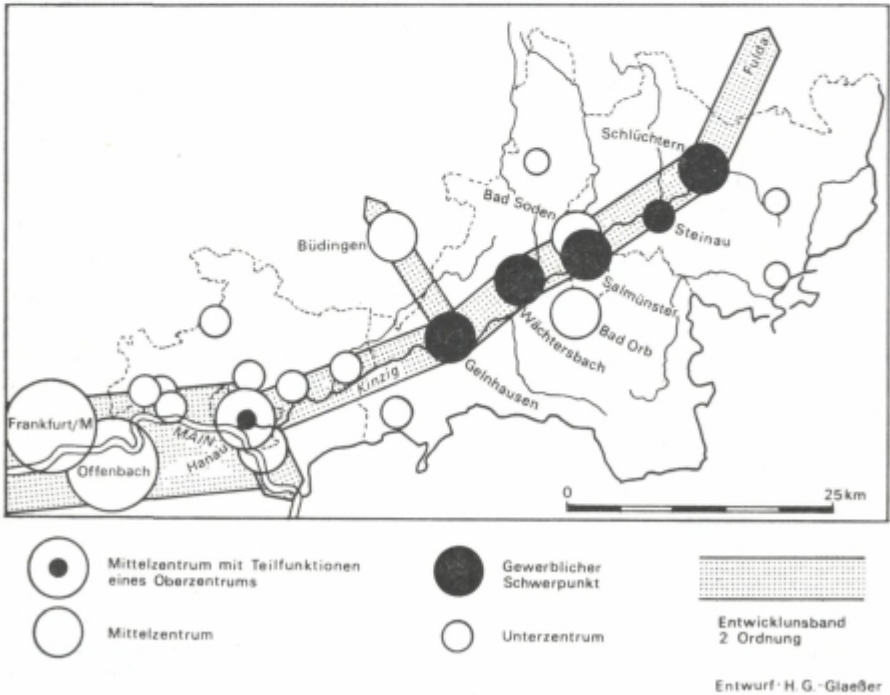 Fulda
Schlüchtern
Bad Soden
Steinau
Büdingen
Salmünster
Wächtersbach
Bad Orb
Gelnhausen
Kinzig
Frankfurt/M
MAIN
Hanau
Offenbach
0 25 km
Mittelzentrum mit Teilfunktionen
eines Oberzentrums
Mittelzentrum
Gewerblicher
Schwerpunkt
Unterzentrum
Entwicklunsband
2 Ordnung
Entwurf·H. G.-Glaeßer